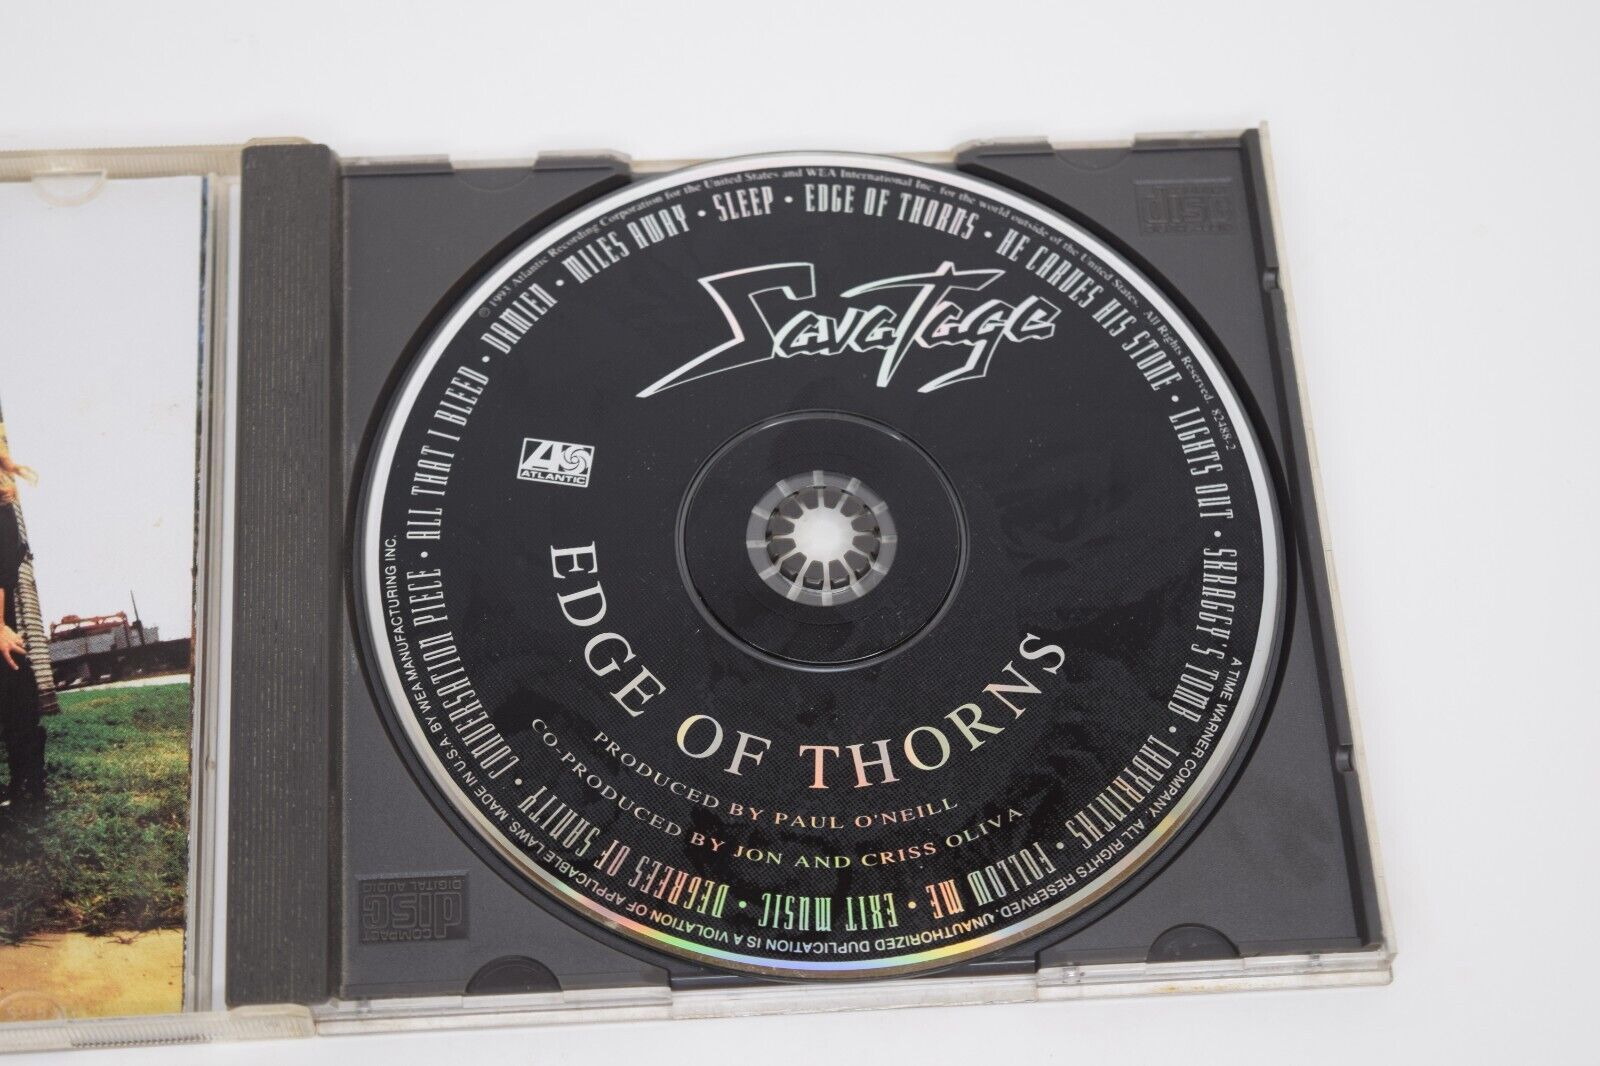 ℗ 1993 Atlantic Recording Corporation for the United States and WEA International Inc. for the world outside of the United States. All Rights Reserved. 82488-2
EDGE OF THORNS • HE CARVES HIS STONE • LIGHTS OUT • SKRAGGY'S TOMB • LABYRINTHS • FOLLOW ME • EXIT MUSIC • DEGREES OF SANITY • CONVERSATION PIECE • ALL THAT I BLEED • DAMIEN • MILES AWAY • SLEEP •
SavaTage
ATLANTIC
EDGE OF THORNS
PRODUCED BY PAUL O'NEILL
CO-PRODUCED BY JON AND CRISS OLIVA
A TIME WARNER COMPANY. ALL RIGHTS RESERVED. UNAUTHORIZED DUPLICATION IS A VIOLATION OF APPLICABLE LAWS. MADE IN U.S.A. BY WEA MANUFACTURING INC.
disc
COMPACT
disc
DIGITAL AUDIO